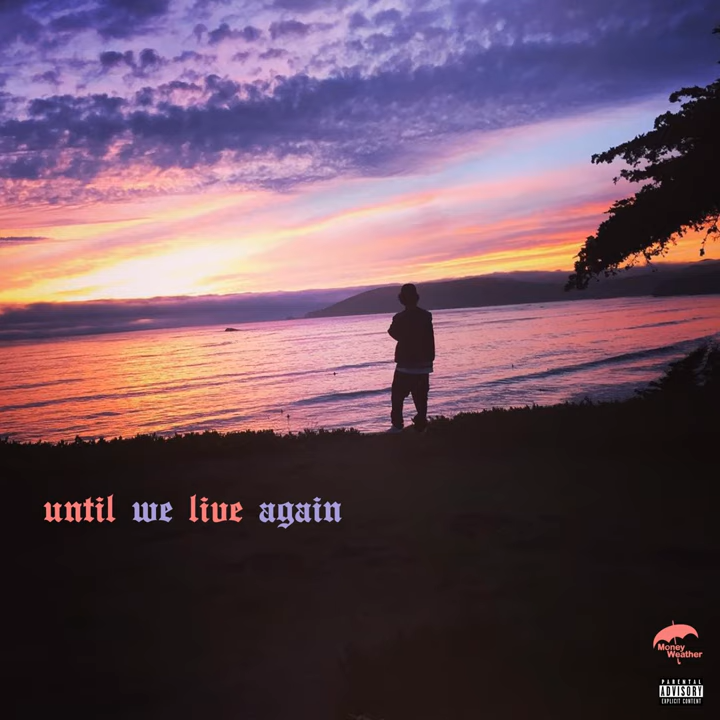 until we live again
Money
Weather
PARENTAL
ADVISORY
EXPLICIT CONTENT